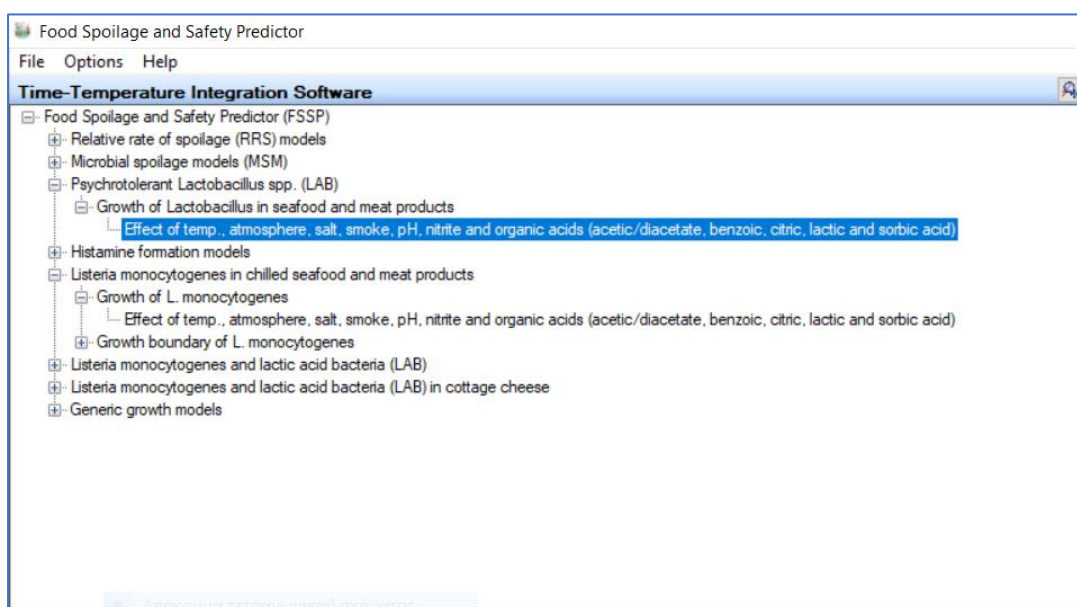 Food Spoilage and Safety Predictor
File Options Help
Time-Temperature Integration Software
Food Spoilage and Safety Predictor (FSSP)
Relative rate of spoilage (RRS) models
Microbial spoilage models (MSM)
Psychrotolerant Lactobacillus spp. (LAB)
Growth of Lactobacillus in seafood and meat products
Effect of temp., atmosphere, salt, smoke, pH, nitrite and organic acids (acetic/diacetate, benzoic, citric, lactic and sorbic acid)
Histamine formation models
Listeria monocytogenes in chilled seafood and meat products
Growth of L. monocytogenes
Effect of temp., atmosphere, salt, smoke, pH, nitrite and organic acids (acetic/diacetate, benzoic, citric, lactic and sorbic acid)
Growth boundary of L. monocytogenes
Listeria monocytogenes and lactic acid bacteria (LAB)
Listeria monocytogenes and lactic acid bacteria (LAB) in cottage cheese
Generic growth models